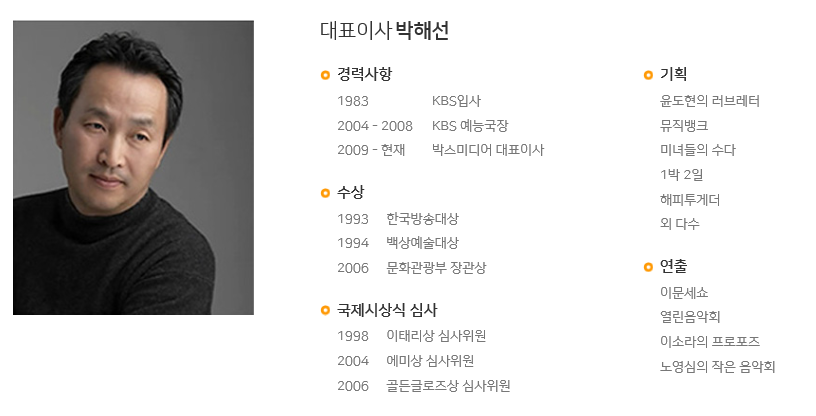 대표이사 박해선
경력사항
1983 KBS입사
2004 - 2008 KBS 예능국장
2009 - 현재 박스미디어 대표이사
수상
1993 한국방송대상
1994 백상예술대상
2006 문화관광부 장관상
국제시상식 심사
1998 이태리상 심사위원
2004 에미상 심사위원
2006 골든글로즈상 심사위원
기획
윤도현의 러브레터
뮤직뱅크
미녀들의 수다
1박 2일
해피투게더
외 다수
연출
이문세쇼
열린음악회
이소라의 프로포즈
노영심의 작은 음악회